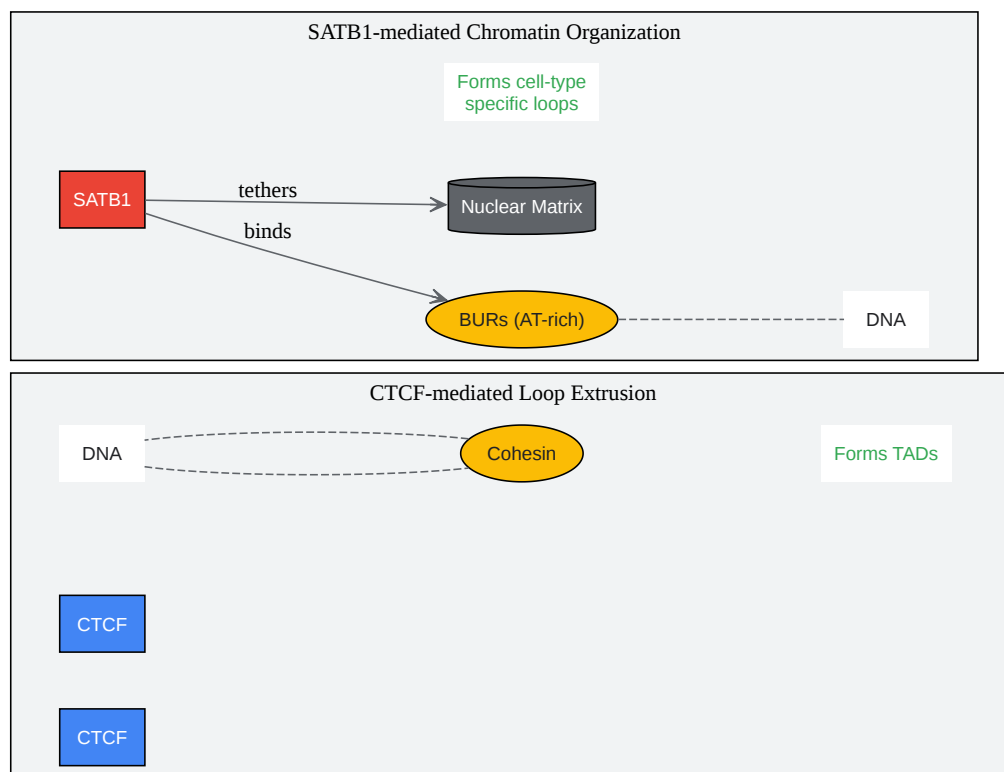 SATB1-mediated Chromatin Organization
Forms cell-type
specific loops
SATB1
tethers
Nuclear Matrix
binds
BURs (AT-rich)
DNA
CTCF-mediated Loop Extrusion
DNA
Cohesin
Forms TADs
CTCF
CTCF